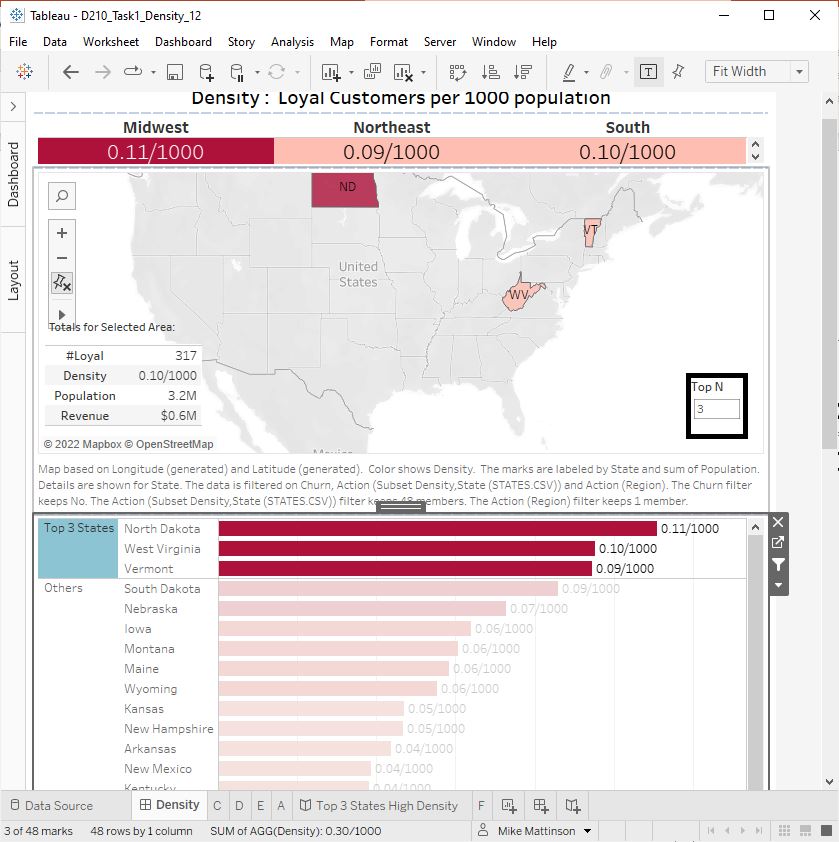 Tableau - D210_Task1_Density_12
File Data Worksheet Dashboard Story Analysis Map Format Server Window Help
Fit Width
Density : Loyal Customers per 1000 population
Midwest Northeast South
0.11/1000 0.09/1000 0.10/1000
Dashboard
Layout
ND
VT
United
States
WV
Totals for Selected Area:
#Loyal 317
Density 0.10/1000
Population 3.2M
Revenue $0.6M
Top N
3
© 2022 Mapbox © OpenStreetMap
Mexico
Map based on Longitude (generated) and Latitude (generated). Color shows Density. The marks are labeled by State and sum of Population.
Details are shown for State. The data is filtered on Churn, Action (Subset Density,State (STATES.CSV)) and Action (Region). The Churn filter
keeps No. The Action (Subset Density,State (STATES.CSV)) filter keeps 48 members. The Action (Region) filter keeps 1 member.
Top 3 States North Dakota 0.11/1000
West Virginia 0.10/1000
Vermont 0.09/1000
Others South Dakota 0.09/1000
Nebraska 0.07/1000
Iowa 0.06/1000
Montana 0.06/1000
Maine 0.06/1000
Wyoming 0.06/1000
Kansas 0.05/1000
New Hampshire 0.05/1000
Arkansas 0.04/1000
New Mexico 0.04/1000
Kentucky 0.04/1000
Data Source Density C D E A Top 3 States High Density F
3 of 48 marks 48 rows by 1 column SUM of AGG(Density): 0.30/1000 Mike Mattinson